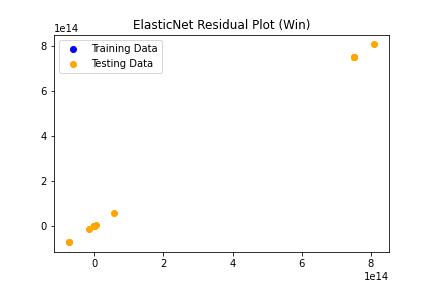 ElasticNet Residual Plot (Win)
1e14
Training Data
Testing Data
8
6
4
2
0
0 2 4 6 8
1e14